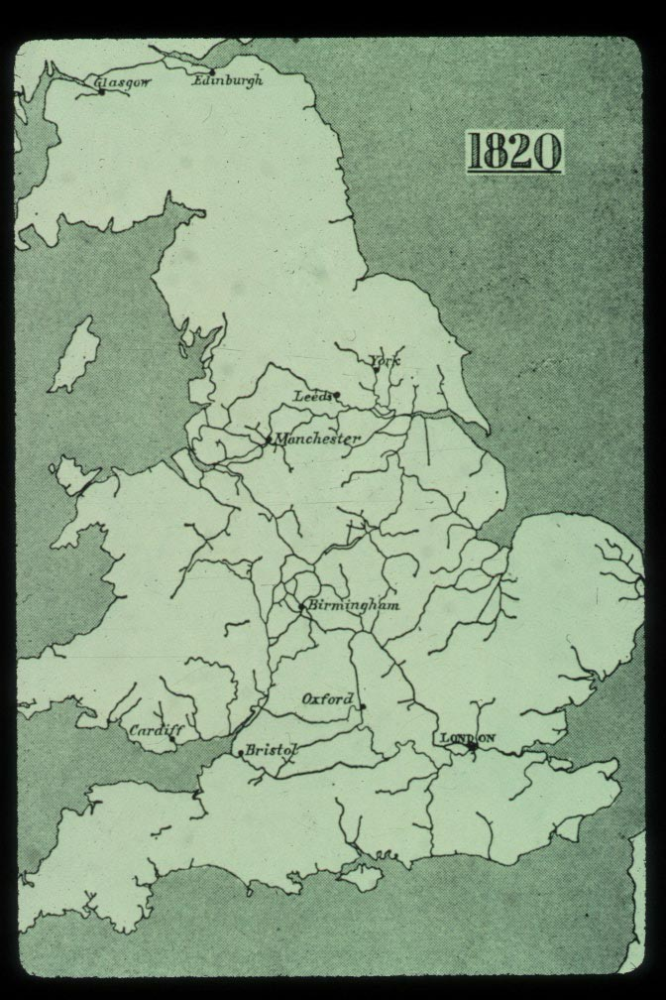 Glasgow
Edinburgh
1820
York
Leeds
Manchester
Birmingham
Oxford
Cardiff
LONDON
Bristol